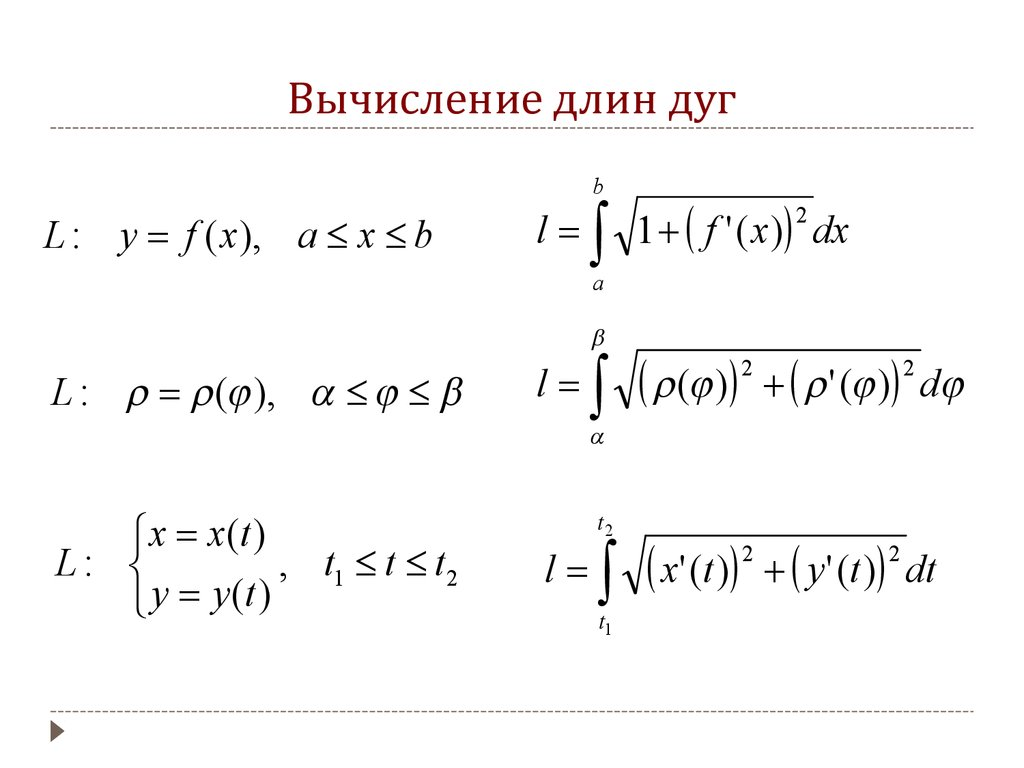 Вычисление длин дуг
L: y = f(x), a ≤ x ≤ b l = ∫_a^b √(1+(f'(x))²) dx
L: ρ = ρ(φ), α ≤ φ ≤ β l = ∫_α^β √((ρ(φ))² + (ρ'(φ))²) dφ
L: {x = x(t) y = y(t), t₁ ≤ t ≤ t₂ l = ∫_{t₁}^{t₂} √((x'(t))² + (y'(t))²) dt